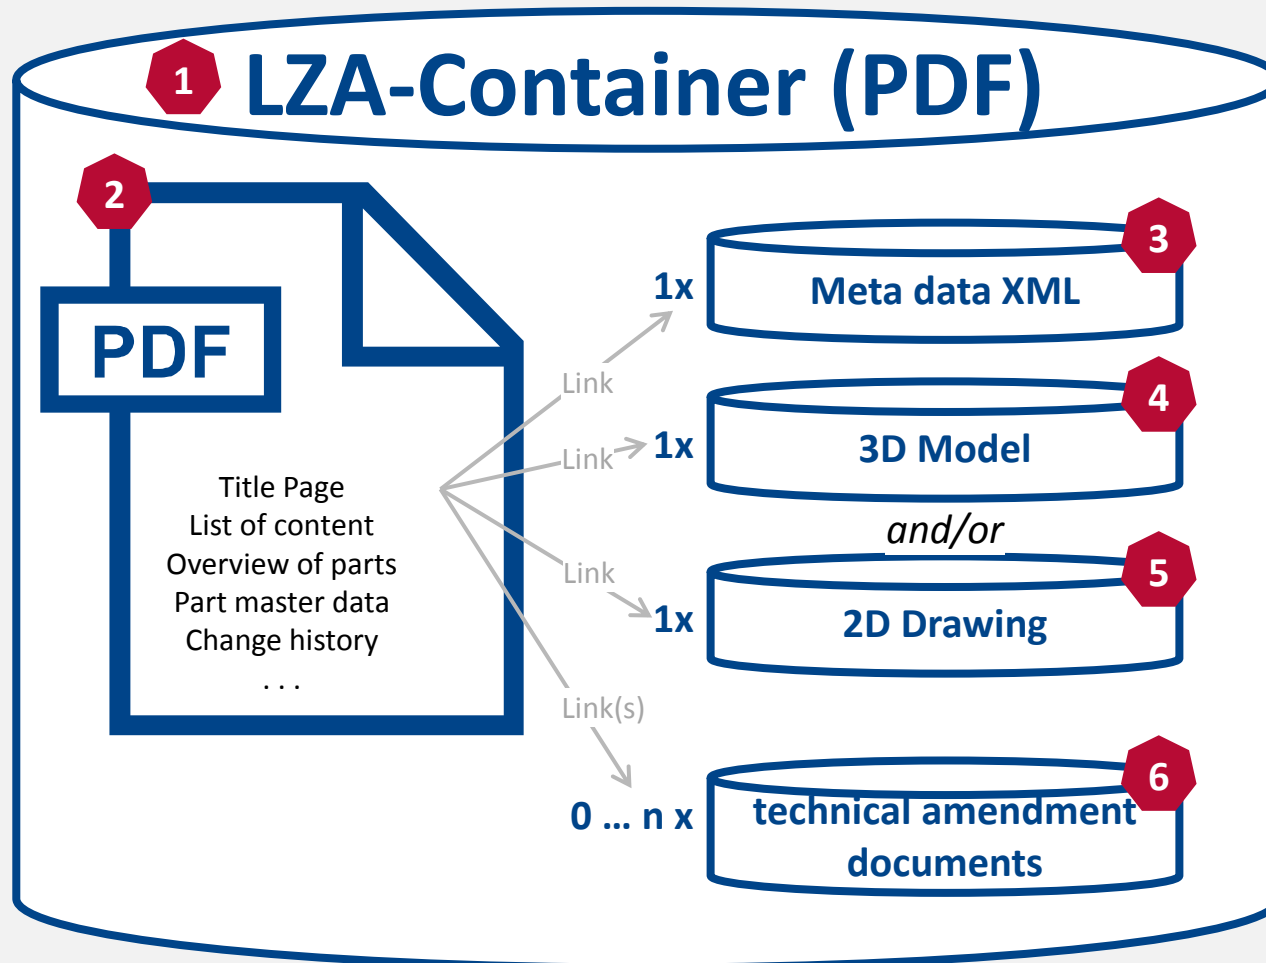 1
LZA-Container (PDF)
2
PDF
Title Page
List of content
Overview of parts
Part master data
Change history
. . .
Link
1x
Meta data XML
3
Link
1x
3D Model
4
and/or
Link
1x
2D Drawing
5
Link(s)
0 ... n x
technical amendment
documents
6